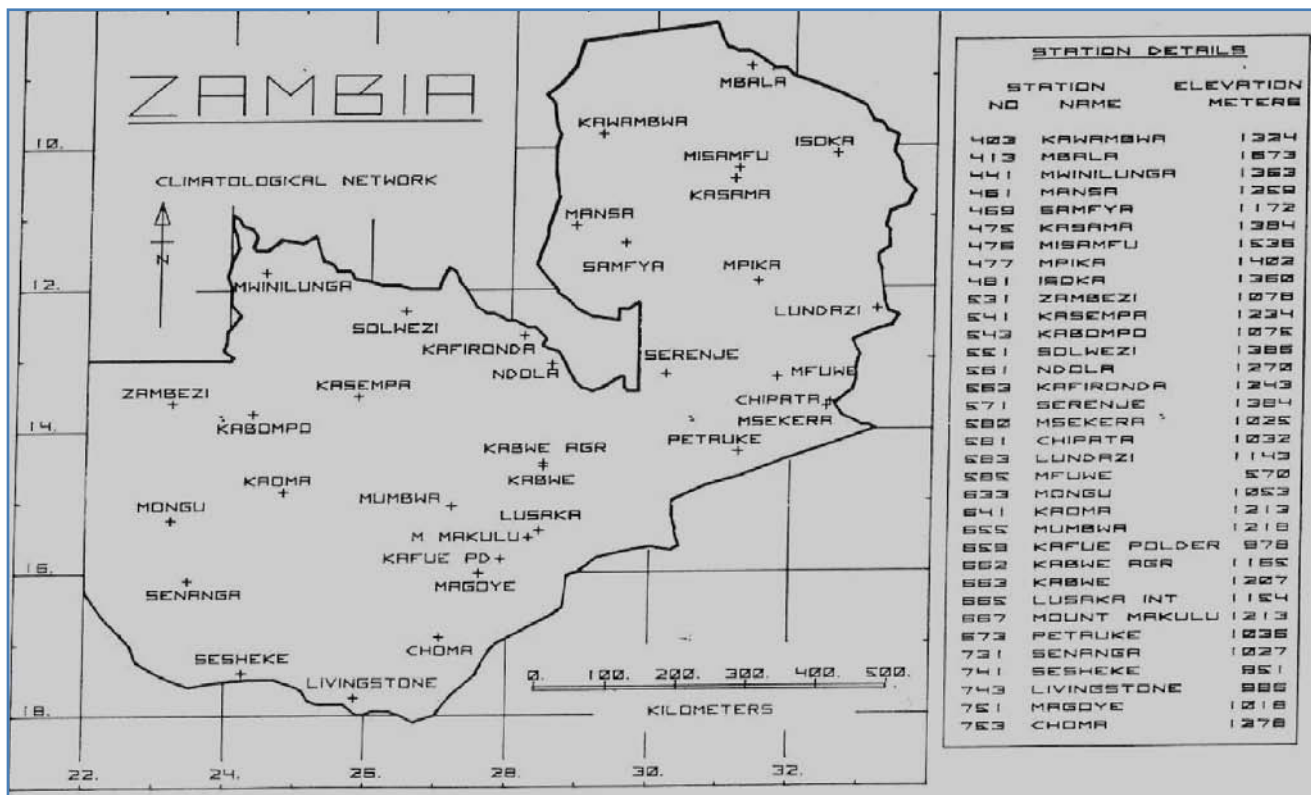 ZAMBIA
CLIMATOLOGICAL NETWORK
N
10.
12.
14.
16.
18.
22.
24.
26.
28.
30.
32.
MBALA
KAWAMBWA
ISOKA
MISAMFU
KASAMA
MANSA
SAMFYA
MPIKA
MWINILUNGA
LUNDAZI
SOLWEZI
KAFIRONDA
SERENJE
NDOLA
MFUWE
KASEMPA
ZAMBEZI
CHIPATA
KABOMPO
MSEKERA
PETAUKE
KABWE AGR
KABWE
KAOMA
MUMBWA
MONGU
LUSAKA
M MAKULU
KAFUE PD
SENANGA
MAGOYE
CHOMA
SESHEKE
LIVINGSTONE
0. 100. 200. 300. 400. 500.
KILOMETERS
STATION DETAILS
STATION ELEVATION
NO NAME METERS
403 KAWAMBWA 1324
413 MBALA 1673
441 MWINILUNGA 1363
461 MANSA 1259
469 SAMFYA 1172
475 KASAMA 1384
476 MISAMFU 1536
477 MPIKA 1402
481 ISOKA 1360
531 ZAMBEZI 1078
541 KASEMPA 1234
543 KABOMPO 1075
551 SOLWEZI 1386
561 NDOLA 1270
563 KAFIRONDA 1243
571 SERENJE 1384
580 MSEKERA 1025
581 CHIPATA 1032
583 LUNDAZI 1143
585 MFUWE 570
633 MONGU 1053
641 KAOMA 1213
655 MUMBWA 1218
659 KAFUE POLDER 978
662 KABWE AGR 1165
663 KABWE 1207
665 LUSAKA INT 1154
667 MOUNT MAKULU 1213
673 PETAUKE 1036
731 SENANGA 1027
741 SESHEKE 951
743 LIVINGSTONE 986
751 MAGOYE 1018
753 CHOMA 1278